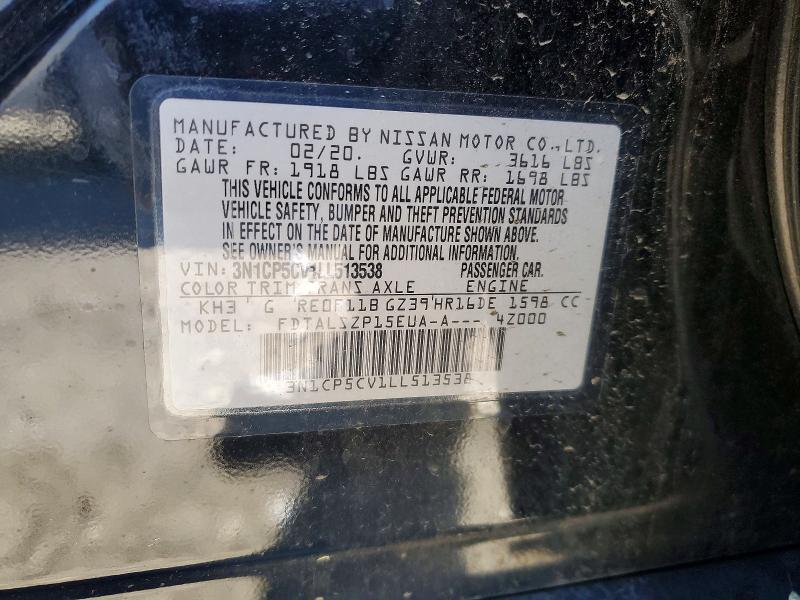 MANUFACTURED BY NISSAN MOTOR CO., LTD.
DATE: 02/20. GVWR: 3616 LBS
GAWR FR: 1918 LBS GAWR RR: 1698 LBS
THIS VEHICLE CONFORMS TO ALL APPLICABLE FEDERAL MOTOR
VEHICLE SAFETY, BUMPER AND THEFT PREVENTION STANDARDS
IN EFFECT ON THE DATE OF MANUFACTURE SHOWN ABOVE.
SEE OWNER'S MANUAL FOR ADDITIONAL INFORMATION.
VIN: 3N1CP5CV1LL513538 PASSENGER CAR.
COLOR TRIM TRANS AXLE ENGINE
KH3 G RE0F11B GZ39 HR16DE 1598 CC
MODEL: FDTALSZP15EUA-A--- 4Z000
3N1CP5CV1LL513538